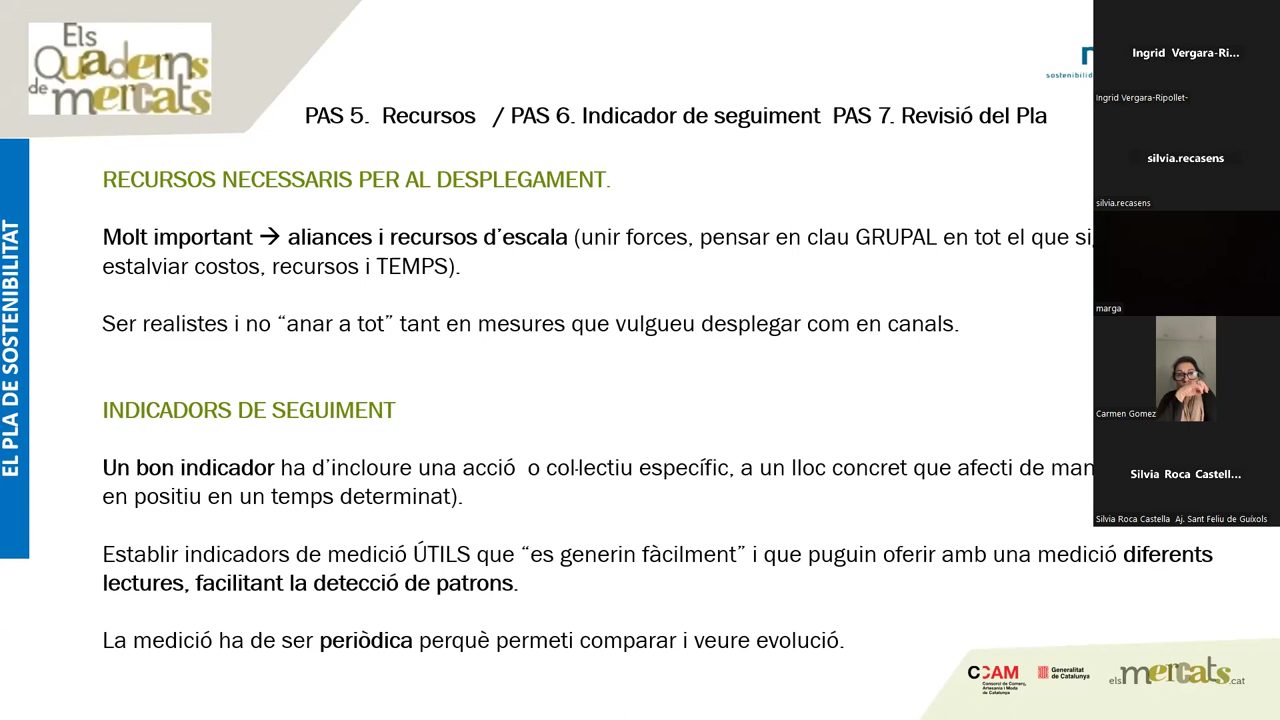 Els
Quaderns
de mercats
sostenibilid
PAS 5.  Recursos   / PAS 6. Indicador de seguiment  PAS 7. Revisió del Pla
EL PLA DE SOSTENIBILITAT
RECURSOS NECESSARIS PER AL DESPLEGAMENT.
Molt important → aliances i recursos d’escala (unir forces, pensar en clau GRUPAL en tot el que
estalviar costos, recursos i TEMPS).
Ser realistes i no “anar a tot” tant en mesures que vulgueu desplegar com en canals.
INDICADORS DE SEGUIMENT
Un bon indicador ha d’incloure una acció  o col·lectiu específic, a un lloc concret que afecti de
en positiu en un temps determinat).
Establir indicadors de medició ÚTILS que “es generin fàcilment” i que puguin oferir amb una medició diferents
lectures, facilitant la detecció de patrons.
La medició ha de ser periòdica perquè permeti comparar i veure evolució.
CCAM
Consorci de Comerç,
Artesania i Moda
de Catalunya
Generalitat
de Catalunya
els mercats.cat
Ingrid Vergara-Ri...
Ingrid Vergara-Ripollet-
silvia.recasens
silvia.recasens
marga
Carmen Gomez
Silvia Roca Castell...
Silvia Roca Castella  Aj. Sant Feliu de Guíxols